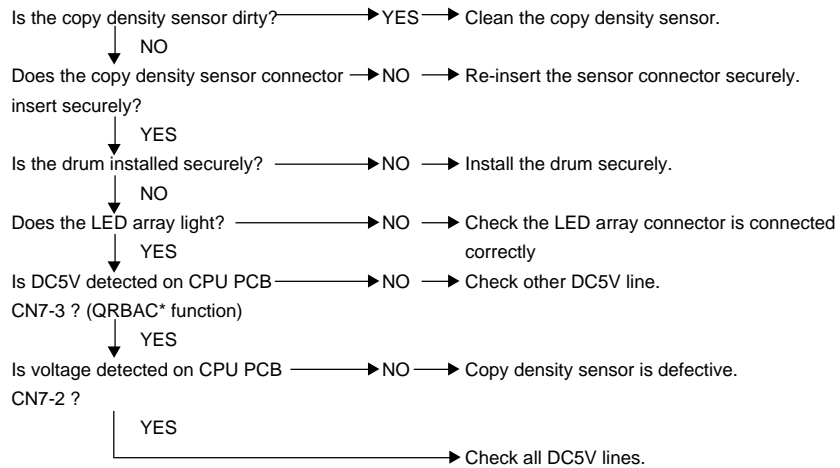 Is the copy density sensor dirty? YES Clean the copy density sensor.
NO
Does the copy density sensor connector NO Re-insert the sensor connector securely.
insert securely?
YES
Is the drum installed securely? NO Install the drum securely.
NO
Does the LED array light? NO Check the LED array connector is connected
YES correctly
Is DC5V detected on CPU PCB NO Check other DC5V line.
CN7-3 ? (QRBAC* function)
YES
Is voltage detected on CPU PCB NO Copy density sensor is defective.
CN7-2 ?
YES
Check all DC5V lines.